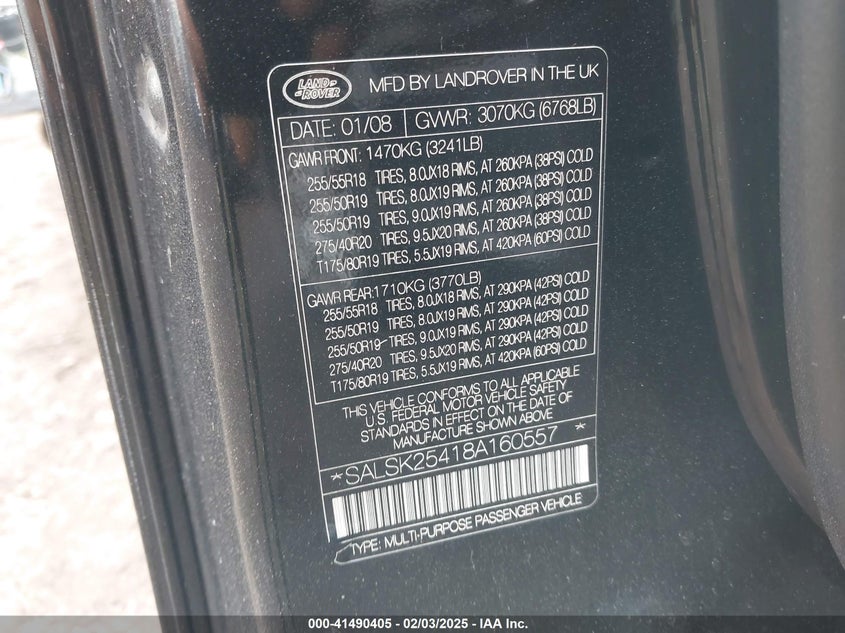 LAND ROVER
MFD BY LANDROVER IN THE UK
DATE: 01/08 GVWR: 3070KG (6768LB)
GAWR FRONT: 1470KG (3241LB)
255/55R18 TIRES, 8.0JX18 RIMS, AT 260KPA (38PSI) COLD
255/50R19 TIRES, 8.0JX19 RIMS, AT 260KPA (38PSI) COLD
255/50R19 TIRES, 9.0JX19 RIMS, AT 260KPA (38PSI) COLD
275/40R20 TIRES, 9.5JX20 RIMS, AT 260KPA (38PSI) COLD
T175/80R19 TIRES, 5.5JX19 RIMS, AT 420KPA (60PSI) COLD
GAWR REAR: 1710KG (3770LB)
255/55R18 TIRES, 8.0JX18 RIMS, AT 290KPA (42PSI) COLD
255/50R19 TIRES, 8.0JX19 RIMS, AT 290KPA (42PSI) COLD
255/50R19 TIRES, 9.0JX19 RIMS, AT 290KPA (42PSI) COLD
275/40R20 TIRES, 9.5JX20 RIMS, AT 290KPA (42PSI) COLD
T175/80R19 TIRES, 5.5JX19 RIMS, AT 420KPA (60PSI) COLD
THIS VEHICLE CONFORMS TO ALL APPLICABLE
U.S. FEDERAL MOTOR VEHICLE SAFETY
STANDARDS IN EFFECT ON THE DATE OF
MANUFACTURE SHOWN ABOVE
*SALSK25418A160557*
TYPE: MULTI-PURPOSE PASSENGER VEHICLE
000-41490405 - 02/03/2025 - IAA Inc.